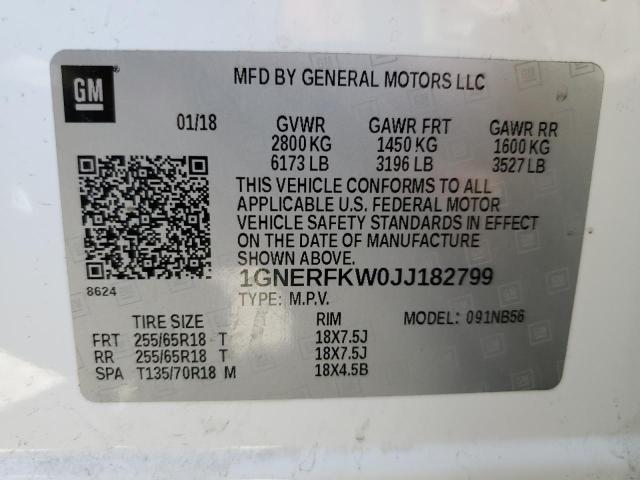 GM
MFD BY GENERAL MOTORS LLC
01/18 GVWR GAWR FRT GAWR RR
2800 KG 1450 KG 1600 KG
6173 LB 3196 LB 3527 LB
THIS VEHICLE CONFORMS TO ALL
APPLICABLE U.S. FEDERAL MOTOR
VEHICLE SAFETY STANDARDS IN EFFECT
ON THE DATE OF MANUFACTURE
SHOWN ABOVE.
1GNERFKW0JJ182799
8624
TYPE: M.P.V.
TIRE SIZE RIM MODEL: 091NB56
FRT 255/65R18 T 18X7.5J
RR 255/65R18 T 18X7.5J
SPA T135/70R18 M 18X4.5B